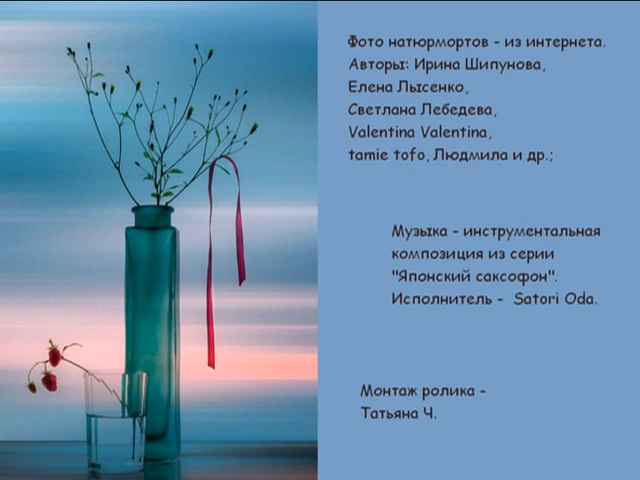 Фото натюрмортов - из интернета.
Авторы: Ирина Шипунова,
Елена Лысенко,
Светлана Лебедева,
Valentina Valentina,
tamie tofo, Людмила и др.;
Музыка - инструментальная
композиция из серии
"Японский саксофон".
Исполнитель - Satori Oda.
Монтаж ролика -
Татьяна Ч.